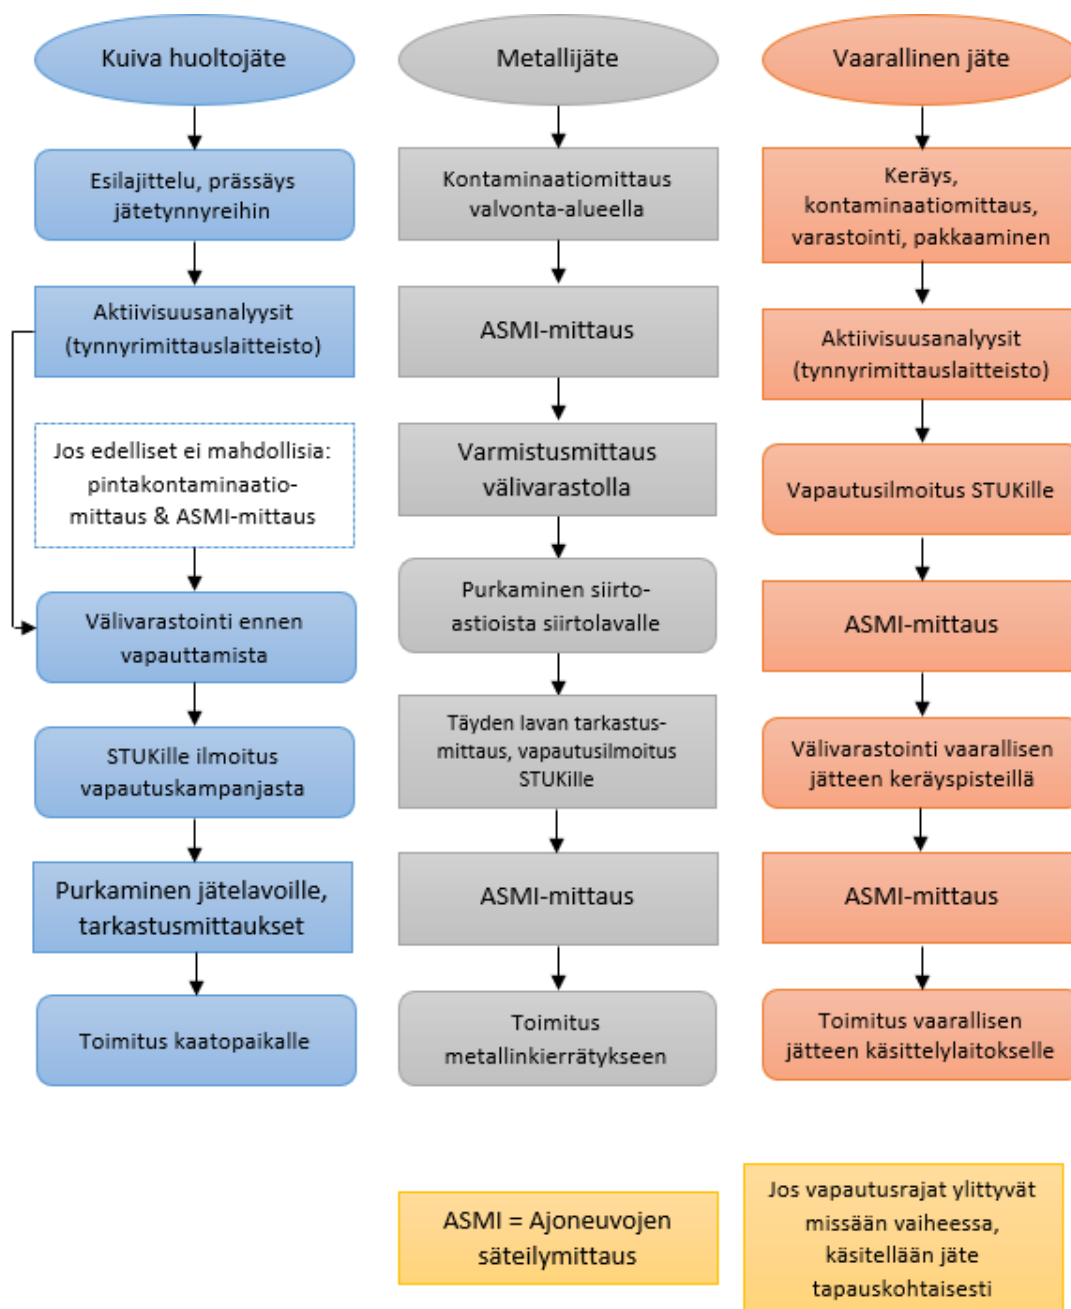 Kuiva huoltojäte
Esilajittelu, prässäys
jätetynnyreihin
Aktiivisuusanalyysit
(tynnyrimittauslaitteisto)
Jos edelliset ei mahdollisia:
pintakontaminaatio-
mittaus & ASMI-mittaus
Välivarastointi ennen
vapauttamista
STUKille ilmoitus
vapautuskampanjasta
Purkaminen jätelavoille,
tarkastusmittaukset
Toimitus kaatopaikalle
Metallijäte
Kontaminaatiomittaus
valvonta-alueella
ASMI-mittaus
Varmistusmittaus
välivarastolla
Purkaminen siirto-
astioista siirtolavalle
Täyden lavan tarkastus-
mittaus, vapautusilmoitus
STUKille
ASMI-mittaus
Toimitus
metallinkierrätykseen
Vaarallinen jäte
Keräys,
kontaminaatiomittaus,
varastointi, pakkaaminen
Aktiivisuusanalyysit
(tynnyrimittauslaitteisto)
Vapautusilmoitus STUKille
ASMI-mittaus
Välivarastointi vaarallisen
jätteen keräyspisteillä
ASMI-mittaus
Toimitus vaarallisen
jätteen käsittelylaitokselle
ASMI = Ajoneuvojen
säteilymittaus
Jos vapautusrajat ylittyvät
missään vaiheessa,
käsitellään jäte
tapauskohtaisesti